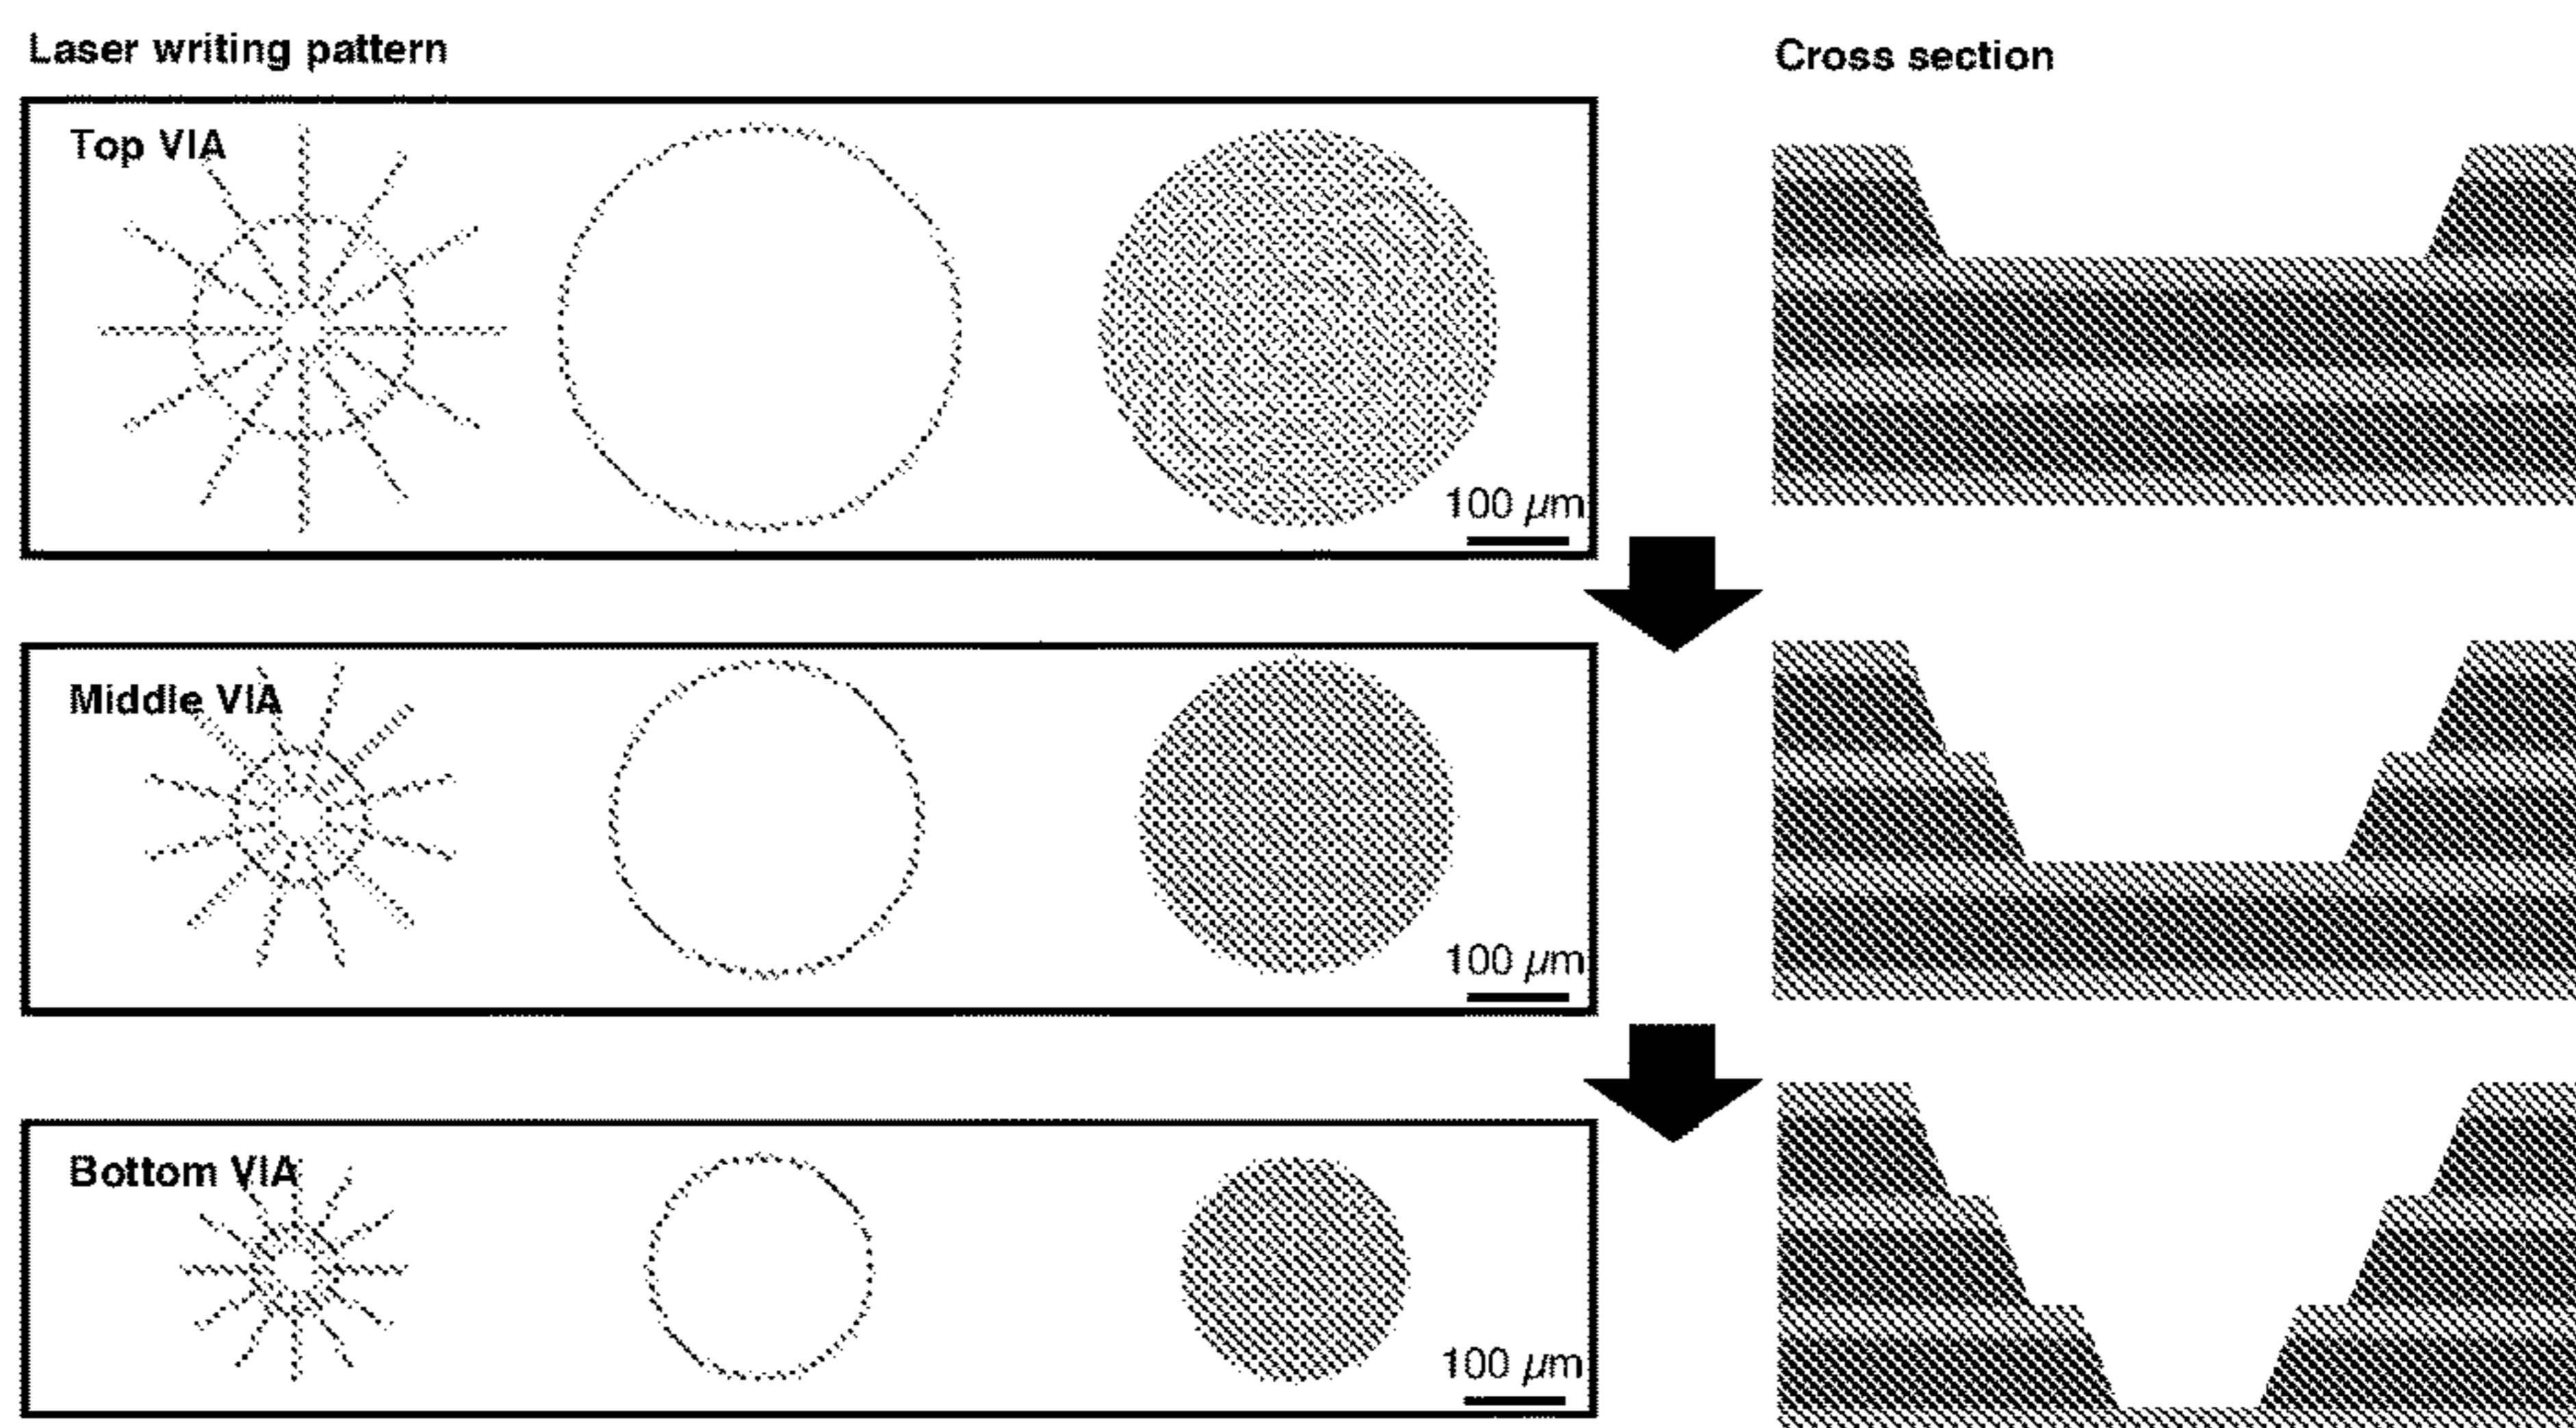 Laser writing pattern
Cross section
Top VIA
100 µm
Middle VIA
100 µm
Bottom VIA
100 µm